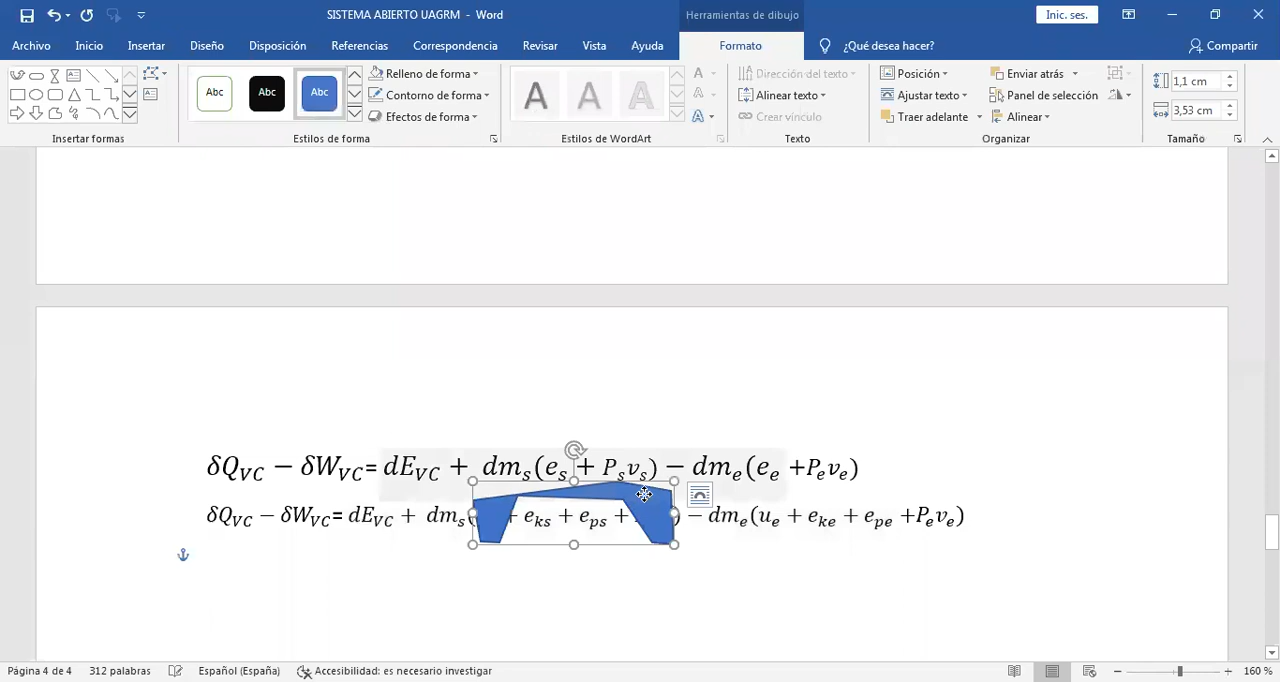 SISTEMA ABIERTO UAGRM - Word
Herramientas de dibujo
Inic. ses.
Archivo Inicio Insertar Diseño Disposición Referencias Correspondencia Revisar Vista Ayuda Formato ¿Qué desea hacer? Compartir
Abc Abc Abc
Relleno de forma
Contorno de forma
Efectos de forma
A A A
Dirección del texto
Alinear texto
Crear vínculo
Posición
Ajustar texto
Traer adelante
Enviar atrás
Panel de selección
Alinear
1,1 cm
3,53 cm
Insertar formas Estilos de forma Estilos de WordArt Texto Organizar Tamaño
δQ_VC − δW_VC= dE_VC + dm_s(e_s + P_s v_s) − dm_e(e_e +P_e v_e)
δQ_VC − δW_VC= dE_VC + dm_s( + e_ks + e_ps + ) − dm_e(u_e + e_ke + e_pe +P_e v_e)
Página 4 de 4 312 palabras Español (España) Accesibilidad: es necesario investigar 160 %